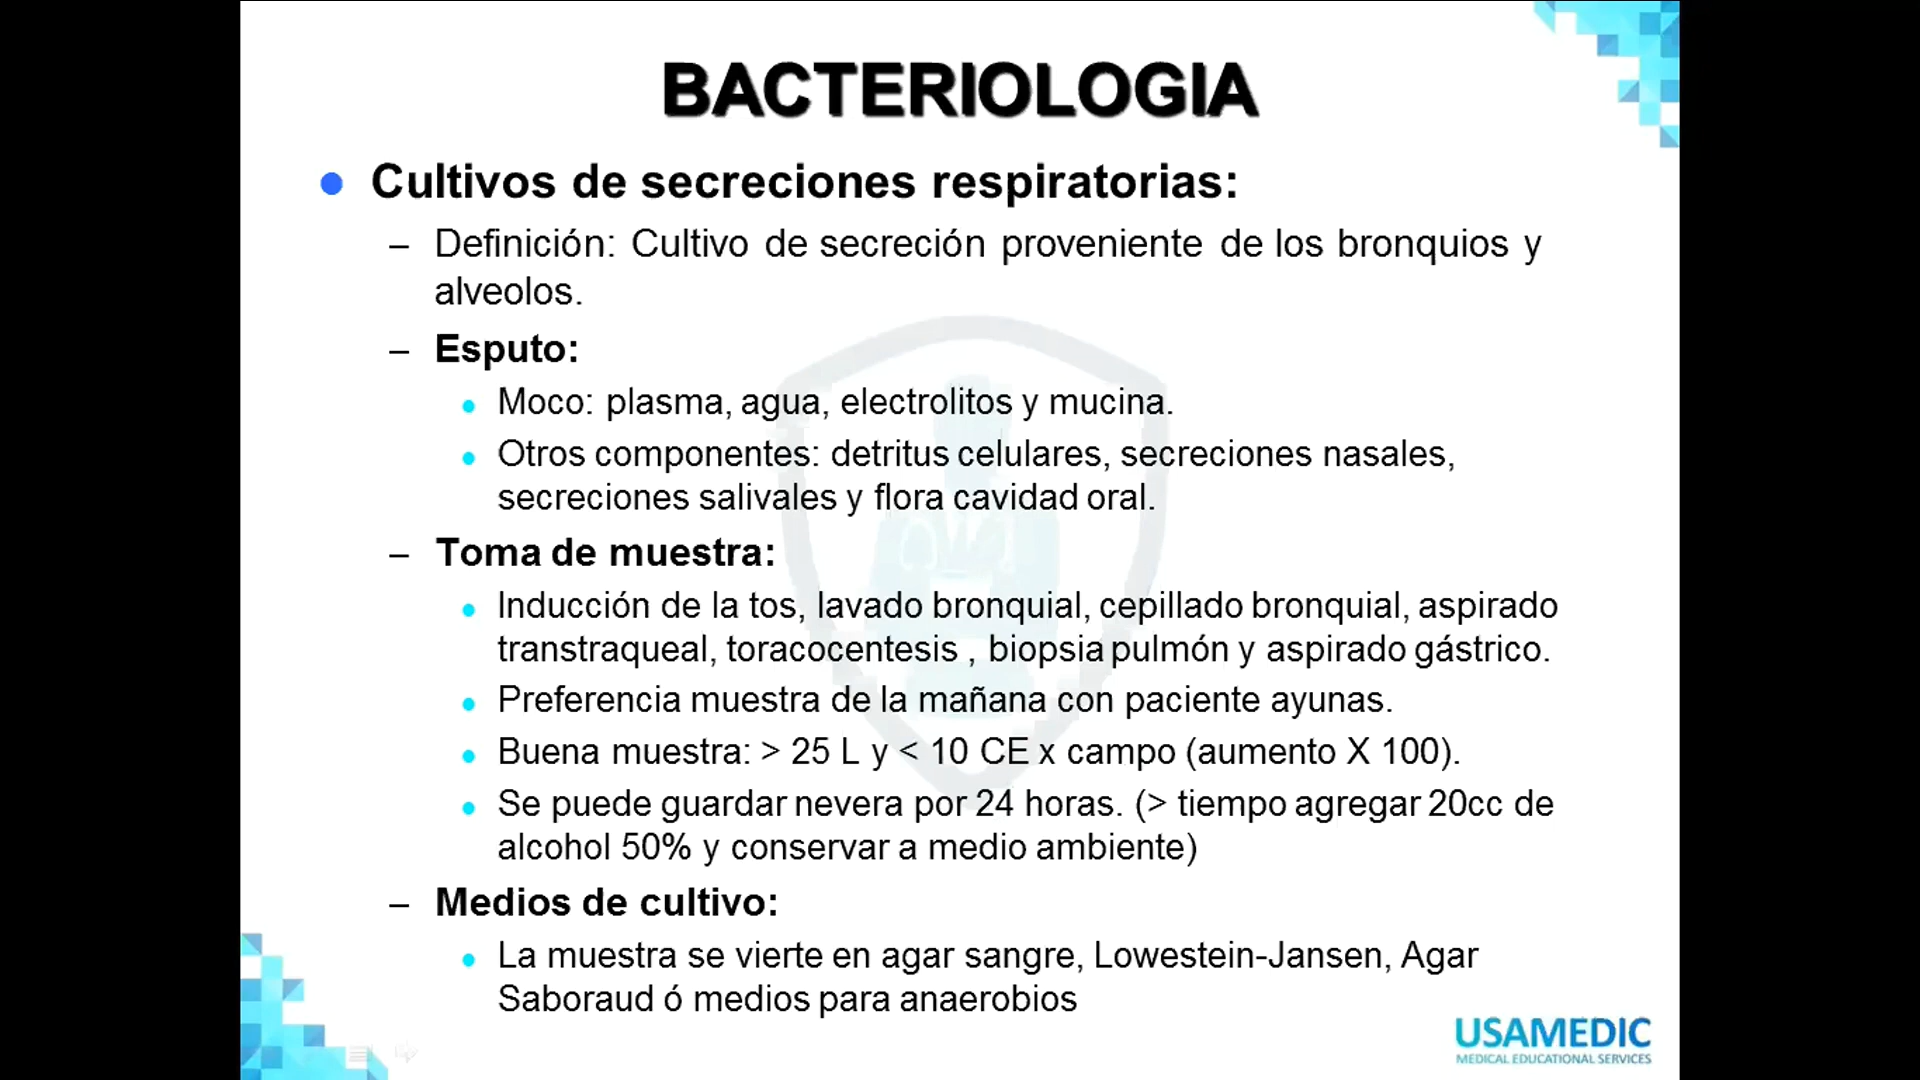 BACTERIOLOGIA
Cultivos de secreciones respiratorias:
– Definición: Cultivo de secreción proveniente de los bronquios y
alveolos.
– Esputo:
Moco: plasma, agua, electrolitos y mucina.
Otros componentes: detritus celulares, secreciones nasales,
secreciones salivales y flora cavidad oral.
– Toma de muestra:
Inducción de la tos, lavado bronquial, cepillado bronquial, aspirado
transtraqueal, toracocentesis , biopsia pulmón y aspirado gástrico.
Preferencia muestra de la mañana con paciente ayunas.
Buena muestra: > 25 L y < 10 CE x campo (aumento X 100).
Se puede guardar nevera por 24 horas. (> tiempo agregar 20cc de
alcohol 50% y conservar a medio ambiente)
– Medios de cultivo:
La muestra se vierte en agar sangre, Lowestein-Jansen, Agar
Saboraud ó medios para anaerobios
USAMEDIC
MEDICAL EDUCATIONAL SERVICES